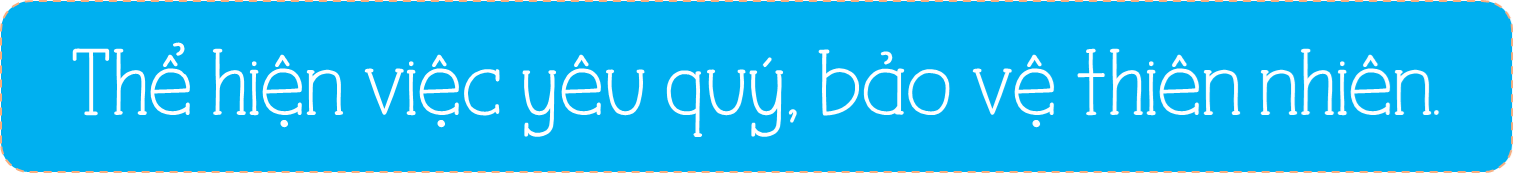 Thể hiện việc yêu quý, bảo vệ thiên nhiên.